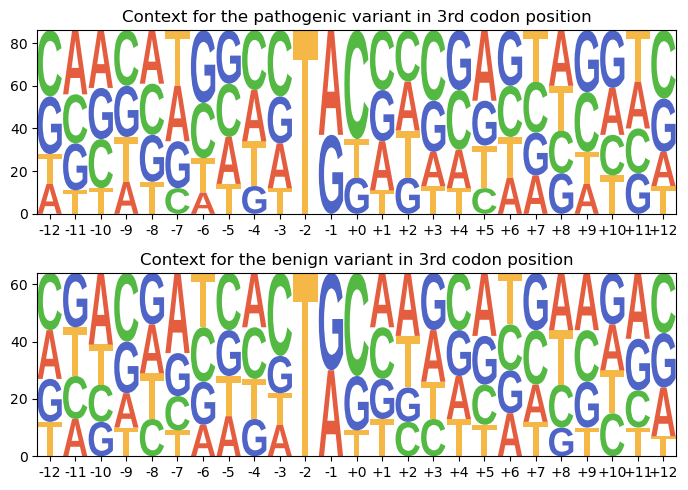 Context for the pathogenic variant in 3rd codon position
80
60
40
20
0
C A A C A T G G C C T A C C C C G A G T A G G T C
G C G G C A C C A G G T G A G C G C C T C A A G
T G C T G G T A T A G A T A A T T G C T C C A
A T T A T C A T G T T G T T C A A G A T G T
-12 -11 -10 -9 -8 -7 -6 -5 -4 -3 -2 -1 +0 +1 +2 +3 +4 +5 +6 +7 +8 +9 +10 +11 +12
Context for the benign variant in 3rd codon position
60
40
20
0
C G A C G A T C A C T G C A A G C A T G A A G A C
A T T G A G C G C G A G C T A G G C C T C A G G
G C C A T C G T T T T G G T A C G A C G T C A
T A G T C T A A G A T C C T T A T G T C T T
-12 -11 -10 -9 -8 -7 -6 -5 -4 -3 -2 -1 +0 +1 +2 +3 +4 +5 +6 +7 +8 +9 +10 +11 +12